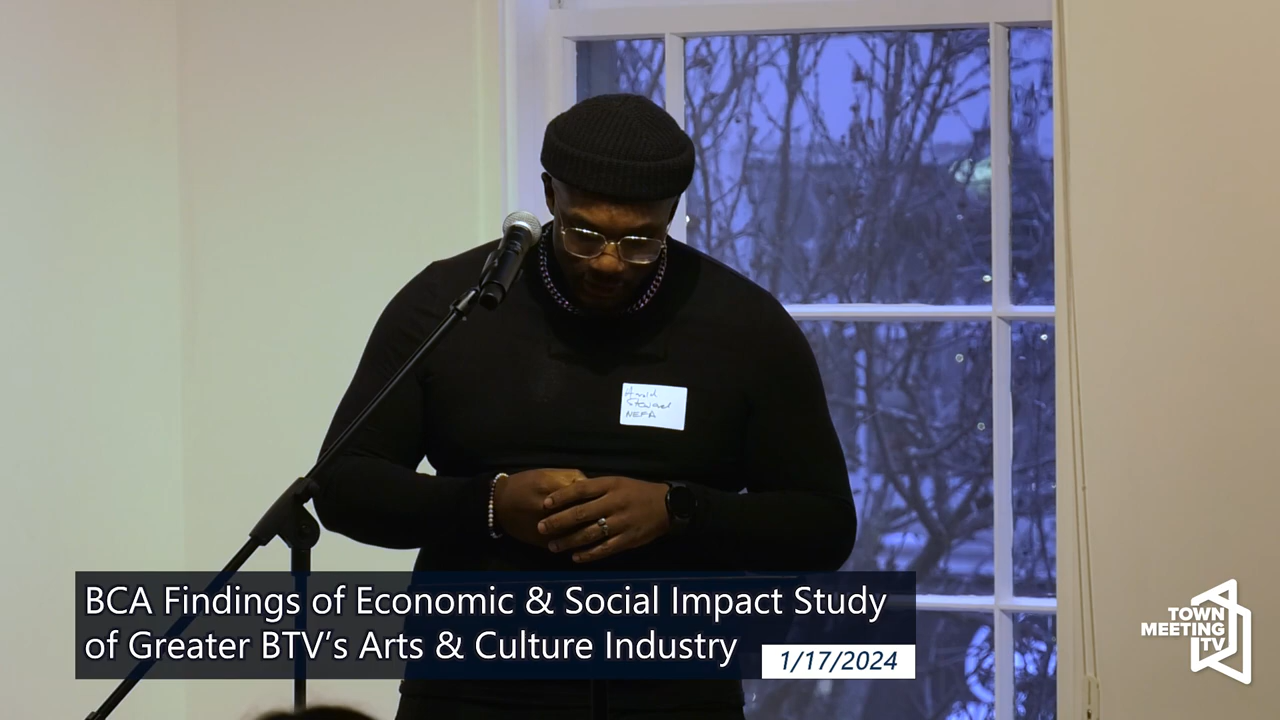 NEFA
BCA Findings of Economic & Social Impact Study
of Greater BTV's Arts & Culture Industry
1/17/2024
TOWN
MEETING
TV